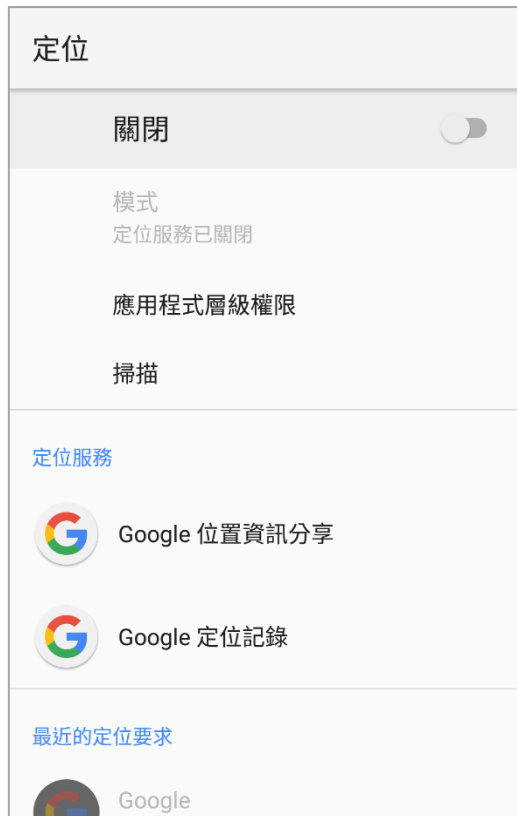 定位
關閉
模式
定位服務已關閉
應用程式層級權限
掃描
定位服務
Google 位置資訊分享
Google 定位記錄
最近的定位要求
Google